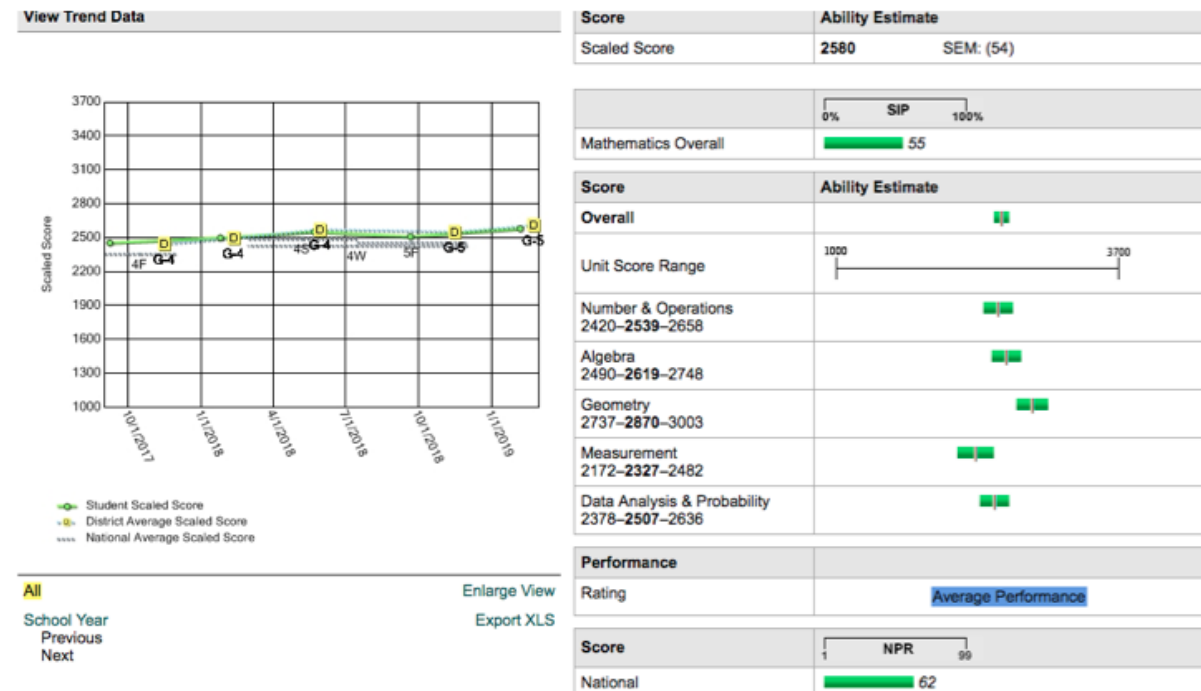 View Trend Data
3700
3400
3100
2800
2500
2200
1900
1600
1300
1000
Scaled Score
4F
4S
4W
5F
D
D
D
D
D
G-4
G-4
G-4
G-5
G-5
10/1/2017
1/1/2018
4/1/2018
7/1/2018
10/1/2018
1/1/2019
Student Scaled Score
D District Average Scaled Score
National Average Scaled Score
All
Enlarge View
School Year
Export XLS
Previous
Next
Score Ability Estimate
Scaled Score 2580 SEM: (54)
0% SIP 100%
Mathematics Overall 55
Score Ability Estimate
Overall
Unit Score Range 1000 3700
Number & Operations
2420–2539–2658
Algebra
2490–2619–2748
Geometry
2737–2870–3003
Measurement
2172–2327–2482
Data Analysis & Probability
2378–2507–2636
Performance
Rating Average Performance
Score 1 NPR 99
National 62